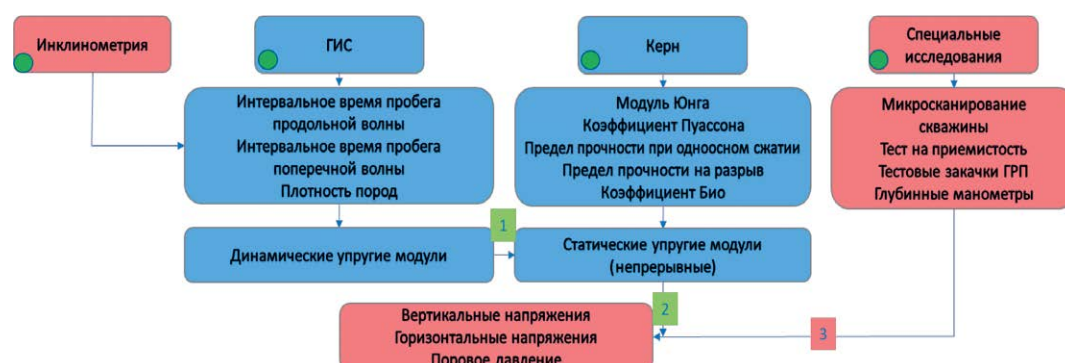 Инклинометрия
ГИС
Керн
Специальные
исследования
Интервальное время пробега
продольной волны
Интервальное время пробега
поперечной волны
Плотность пород
Модуль Юнга
Коэффициент Пуассона
Предел прочности при одноосном сжатии
Предел прочности на разрыв
Коэффициент Био
Микросканирование
скважины
Тест на приемистость
Тестовые закачки ГРП
Глубинные манометры
1
Динамические упругие модули
Статические упругие модули
(непрерывные)
2
3
Вертикальные напряжения
Горизонтальные напряжения
Поровое давление